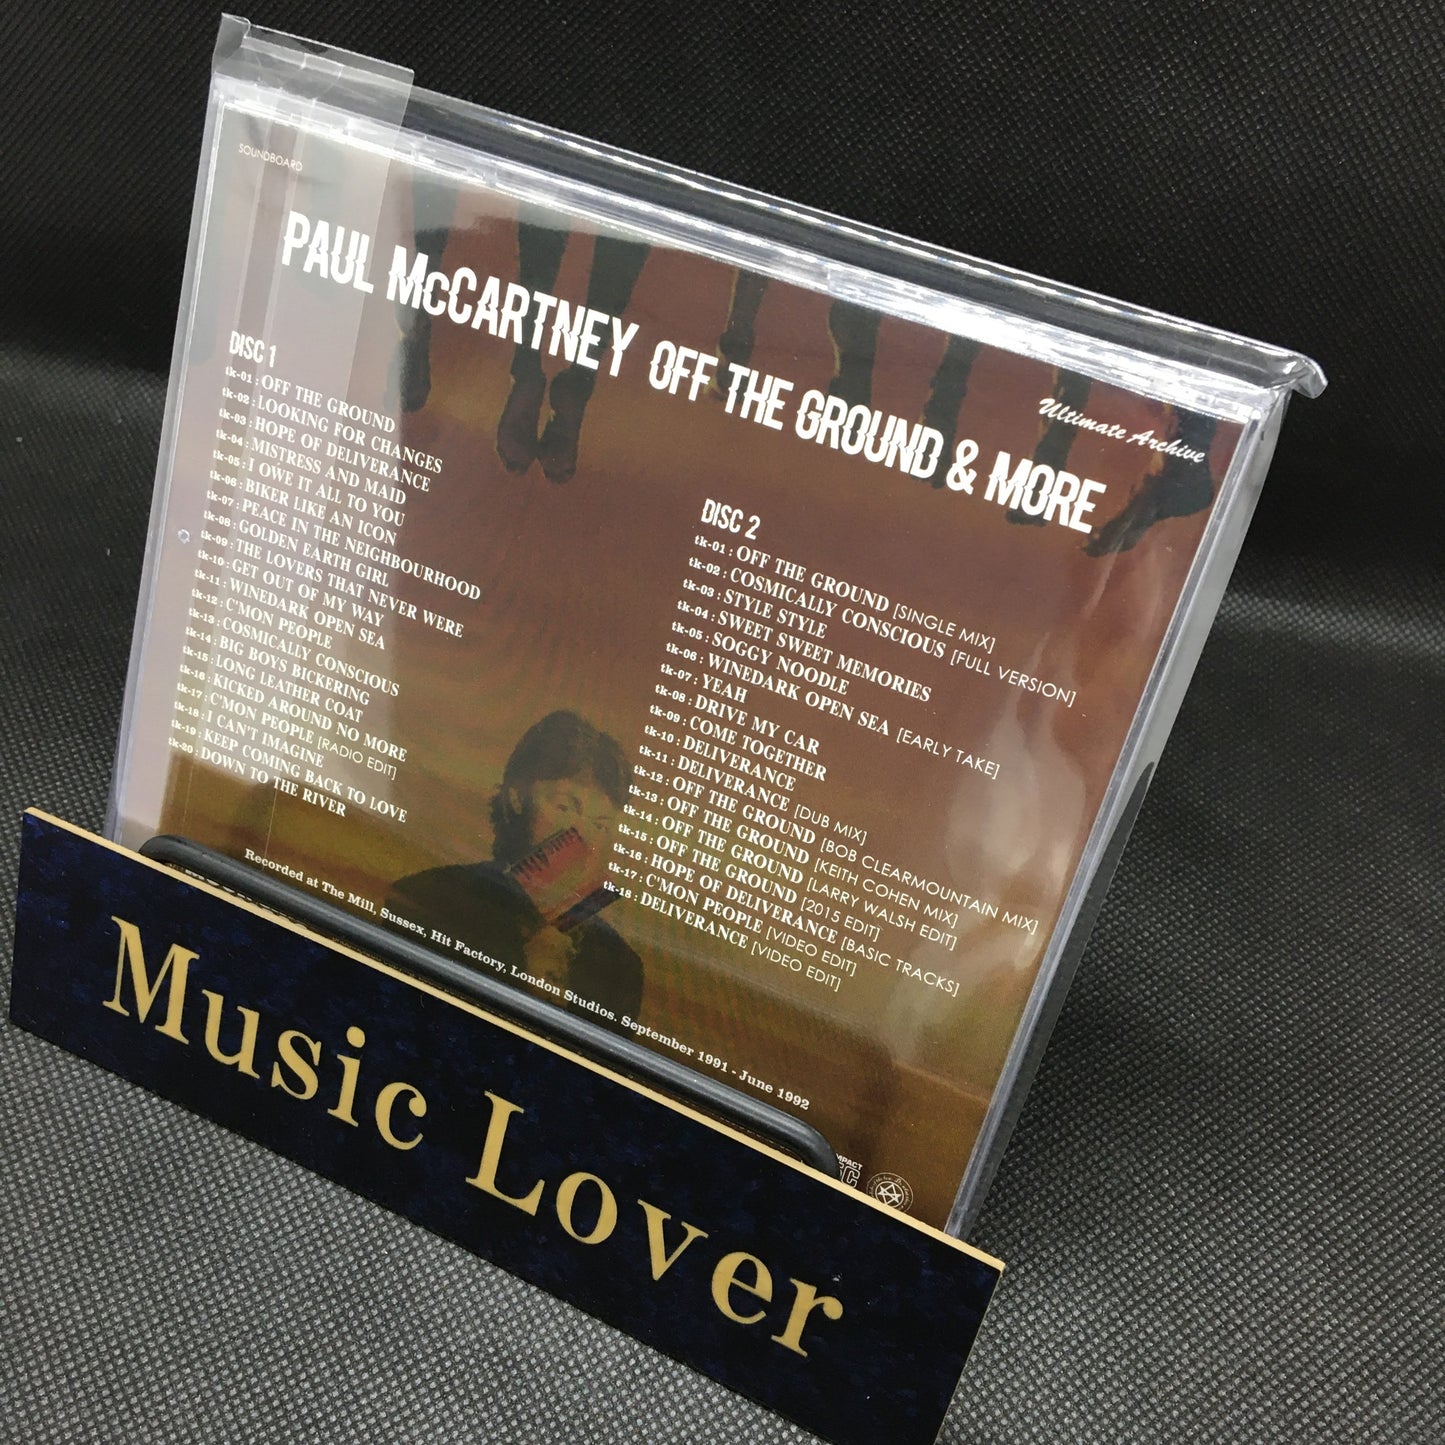 SOUNDBOARD
PAUL McCARTNEY OFF THE GROUND & MORE
Ultimate Archive
DISC 1
tk-01 : OFF THE GROUND
tk-02 : LOOKING FOR CHANGES
tk-03 : HOPE OF DELIVERANCE
tk-04 : MISTRESS AND MAID
tk-05 : I OWE IT ALL TO YOU
tk-06 : BIKER LIKE AN ICON
tk-07 : PEACE IN THE NEIGHBOURHOOD
tk-08 : GOLDEN EARTH GIRL
tk-09 : THE LOVERS THAT NEVER WERE
tk-10 : GET OUT OF MY WAY
tk-11 : WINEDARK OPEN SEA
tk-12 : C'MON PEOPLE
tk-13 : COSMICALLY CONSCIOUS
tk-14 : BIG BOYS BICKERING
tk-15 : LONG LEATHER COAT
tk-16 : KICKED AROUND NO MORE
tk-17 : C'MON PEOPLE [RADIO EDIT]
tk-18 : I CAN'T IMAGINE
tk-19 : KEEP COMING BACK TO LOVE
tk-20 : DOWN TO THE RIVER
DISC 2
tk-01 : OFF THE GROUND [SINGLE MIX]
tk-02 : COSMICALLY CONSCIOUS [FULL VERSION]
tk-03 : STYLE STYLE
tk-04 : SWEET SWEET MEMORIES
tk-05 : SOGGY NOODLE
tk-06 : WINEDARK OPEN SEA [EARLY TAKE]
tk-07 : YEAH
tk-08 : DRIVE MY CAR
tk-09 : COME TOGETHER
tk-10 : DELIVERANCE
tk-11 : DELIVERANCE [DUB MIX]
tk-12 : OFF THE GROUND [BOB CLEARMOUNTAIN MIX]
tk-13 : OFF THE GROUND [KEITH COHEN MIX]
tk-14 : OFF THE GROUND [LARRY WALSH EDIT]
tk-15 : OFF THE GROUND [2015 EDIT]
tk-16 : HOPE OF DELIVERANCE [BASIC TRACKS]
tk-17 : C'MON PEOPLE [VIDEO EDIT]
tk-18 : DELIVERANCE [VIDEO EDIT]
Recorded at The Mill, Sussex, Hit Factory, London Studios. September 1991 - June 1992
Music Lover